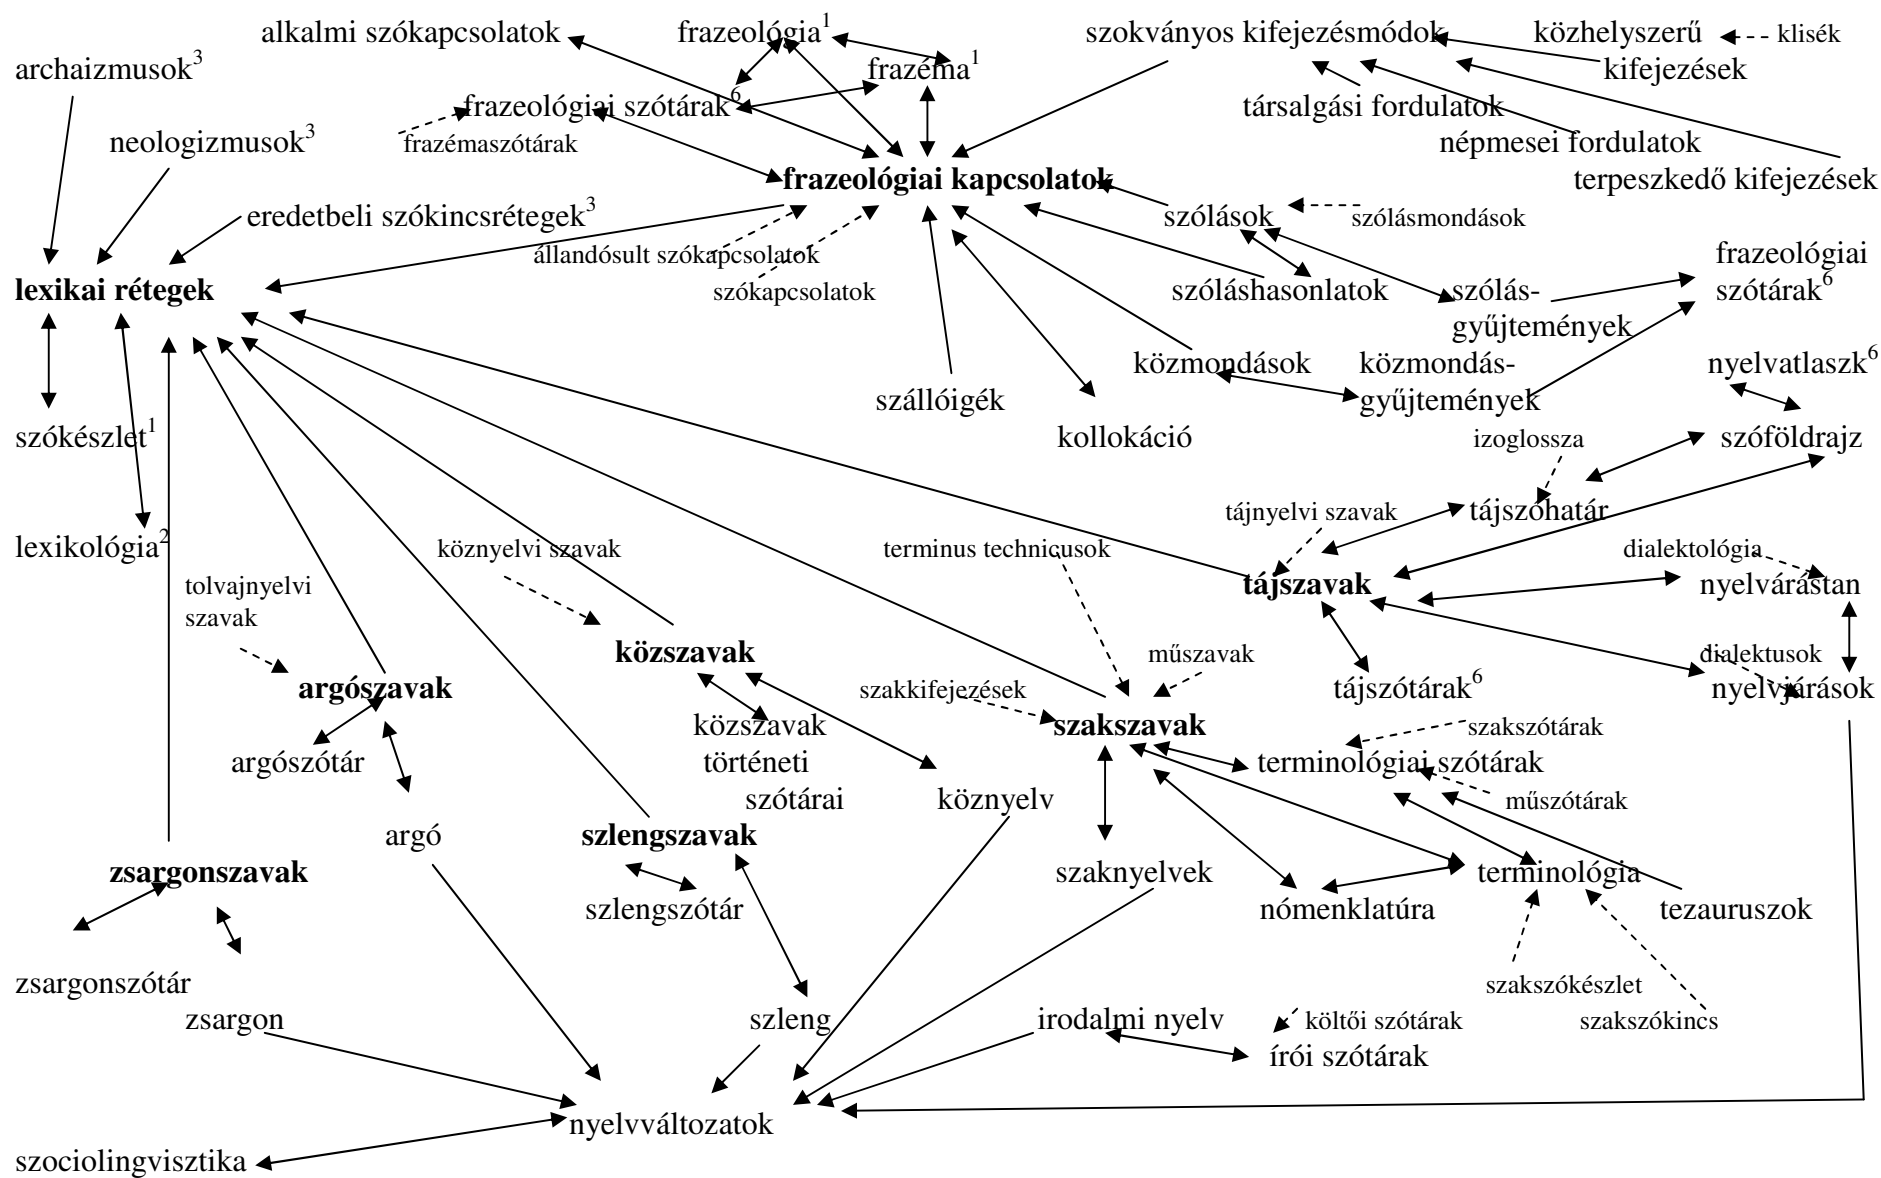 alkalmi szókapcsolatok
frazeológia¹
szokványos kifejezésmódok
közhelyszerű
kifejezések
klisék
archaizmusok³
frazéma¹
frazeológiai szótárak⁶
frazémaszótárak
társalgási fordulatok
neologizmusok³
népmesei fordulatok
frazeológiai kapcsolatok
terpeszkedő kifejezések
eredetbeli szókincsrétegek³
szólások
szólásmondások
állandósult szókapcsolatok
szókapcsolatok
frazeológiai
szótárak⁶
lexikai rétegek
szóláshasonlatok
szólás-
gyűjtemények
közmondások
közmondás-
gyűjtemények
nyelvatlaszk⁶
szállóigék
kollokáció
szókészlet¹
izoglossza
szóföldrajz
tájnyelvi szavak
tájszóhatár
lexikológia²
köznyelvi szavak
terminus technicusok
dialektológia
tolvajnyelvi
szavak
tájszavak
nyelvárástan
közszavak
műszavak
dialektusok
argószavak
szakkifejezések
tájszótárak⁶
nyelvjárások
közszavak
történeti
szótárai
szakszavak
szakszótárak
argószótár
terminológiai szótárak
köznyelv
műszótárak
argó
szlengszavak
zsargonszavak
szaknyelvek
terminológia
szlengszótár
nómenklatúra
tezauruszok
zsargonszótár
szakszókészlet
zsargon
szleng
irodalmi nyelv
költői szótárak
szakszókincs
írói szótárak
nyelvváltozatok
szociolingvisztika